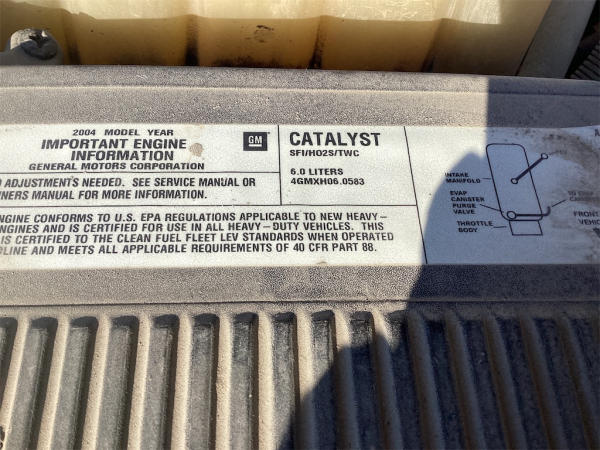 2004 MODEL YEAR
IMPORTANT ENGINE
INFORMATION
GENERAL MOTORS CORPORATION
GM
ADJUSTMENTS NEEDED. SEE SERVICE MANUAL OR
MANUAL FOR MORE INFORMATION.
CATALYST
SFI/HO2S/TWC
6.0 LITERS
4GMXH06.0583
CONFORMS TO U.S. EPA REGULATIONS APPLICABLE TO NEW HEAVY-
AND IS CERTIFIED FOR USE IN ALL HEAVY-DUTY VEHICLES. THIS
IS CERTIFIED TO THE CLEAN FUEL FLEET LEV STANDARDS WHEN OPERATED
AND MEETS ALL APPLICABLE REQUIREMENTS OF 40 CFR PART 88.
INTAKE
MANIFOLD
EVAP
CANISTER
PURGE
VALVE
THROTTLE
BODY
FRONT